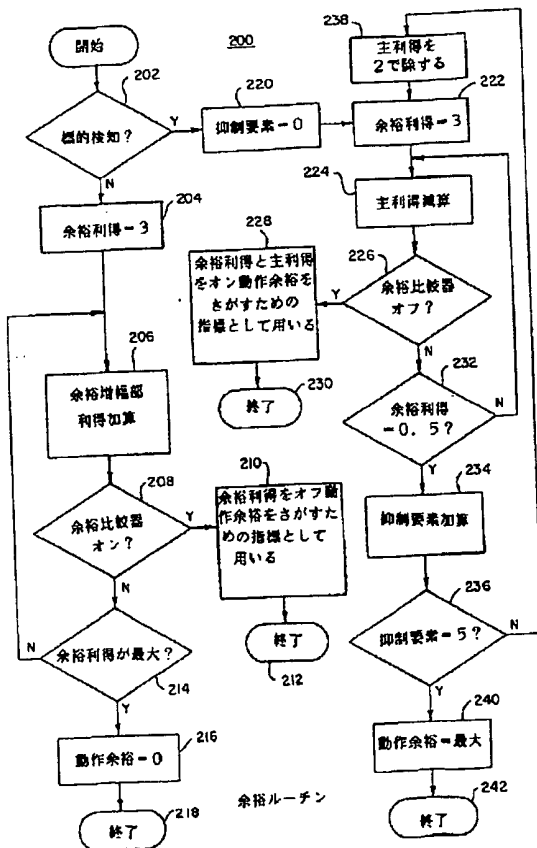 200
開始
202
標的検知?
Y
N
204
余裕利得=3
206
余裕増幅部
利得加算
208
余裕比較器
オン?
Y
N
210
余裕利得をオフ動
作余裕をさがすた
めの指標として
用いる
終了
212
余裕利得が最大?
N
214
Y
216
動作余裕=0
終了
218
220
抑制要素=0
238
主利得を
2で除する
222
余裕利得=3
224
主利得減算
226
余裕比較器
オフ?
Y
N
228
余裕利得と主利得
をオン動作余裕を
さがすための
指標として用いる
終了
230
232
余裕利得
=0.5?
N
Y
234
抑制要素加算
236
抑制要素=5?
N
Y
240
動作余裕=最大
終了
242
余裕ルーチン